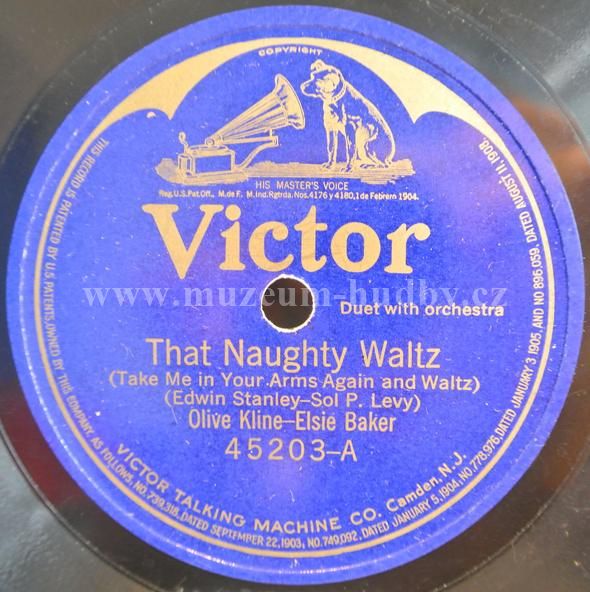 COPYRIGHT
HIS MASTER'S VOICE
Reg.U.S.Pat.Off., M.de F. M.Ind.Rgtrda.Nos.4176 y 4180,1 de Febrero 1904.
Victor
www.muzeum-hudby.cz
Duet with orchestra
That Naughty Waltz
(Take Me in Your Arms Again and Waltz)
(Edwin Stanley–Sol P. Levy)
Olive Kline–Elsie Baker
45203-A
VICTOR TALKING MACHINE CO. Camden, N.J.
THIS RECORD IS PATENTED BY U.S. PATENTS, OWNED BY THIS COMPANY AS FOLLOWS, NO.739,318, DATED SEPTEMBER 22,1903; NO.749,092, DATED JANUARY 5,1904, NO.778,976, DATED JANUARY 3 1905, AND NO 896,059, DATED AUGUST 11, 1908.